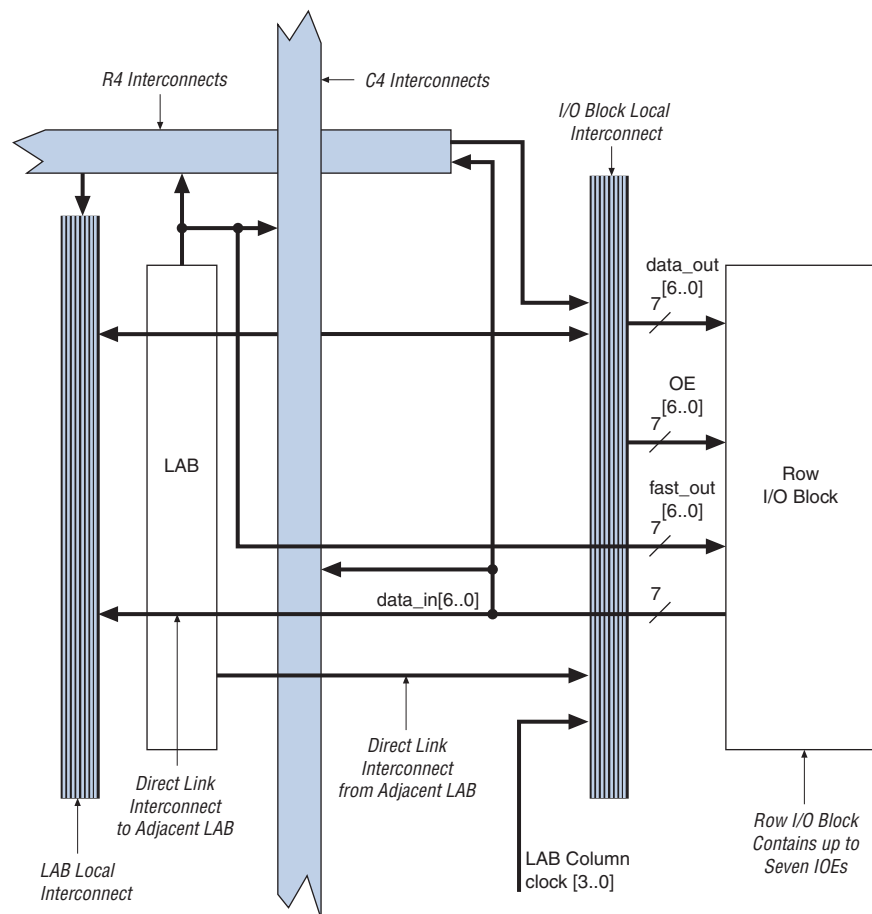 R4 Interconnects
C4 Interconnects
I/O Block Local
Interconnect
data_out
[6..0]
7
OE
[6..0]
7
LAB
Row
I/O Block
fast_out
[6..0]
7
data_in[6..0]
7
Direct Link
Interconnect
to Adjacent LAB
Direct Link
Interconnect
from Adjacent LAB
LAB Local
Interconnect
LAB Column
clock [3..0]
Row I/O Block
Contains up to
Seven IOEs